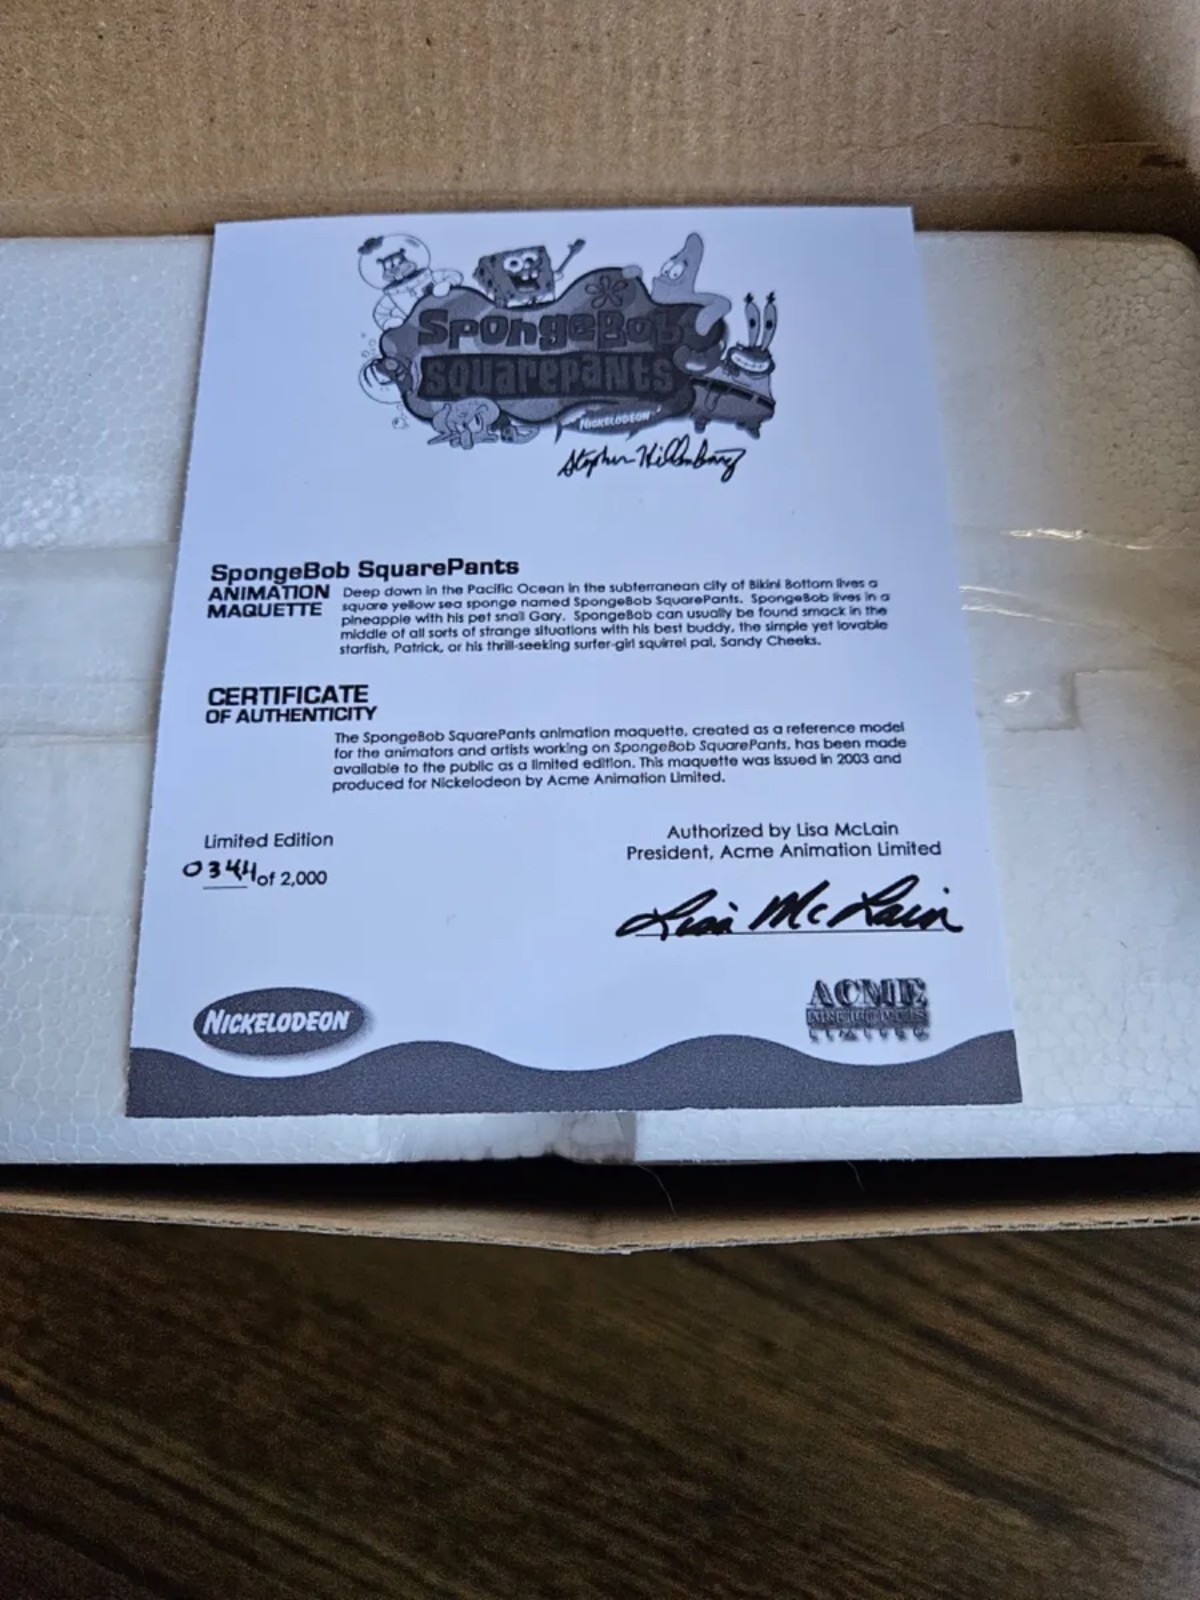 SpongeBob
SquarePants
NICKELODEON
Stephen Hillenburg
SpongeBob SquarePants
ANIMATION
MAQUETTE
Deep down in the Pacific Ocean in the subterranean city of Bikini Bottom lives a
square yellow sea sponge named SpongeBob SquarePants. SpongeBob lives in a
pineapple with his pet snail Gary. SpongeBob can usually be found smack in the
middle of all sorts of strange situations with his best buddy, the simple yet lovable
starfish, Patrick, or his thrill-seeking surfer-girl squirrel pal, Sandy Cheeks.
CERTIFICATE
OF AUTHENTICITY
The SpongeBob SquarePants animation maquette, created as a reference model
for the animators and artists working on SpongeBob SquarePants, has been made
available to the public as a limited edition. This maquette was issued in 2003 and
produced for Nickelodeon by Acme Animation Limited.
Limited Edition
0344 of 2,000
Authorized by Lisa McLain
President, Acme Animation Limited
Lisa McLain
NICKELODEON
ACME
LIMITED